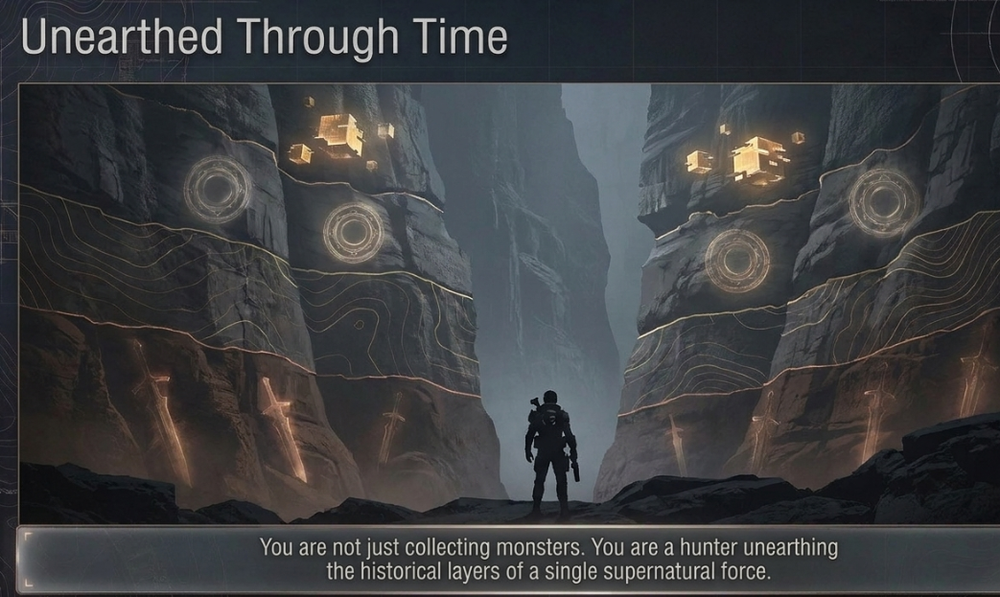 Unearthed Through Time
You are not just collecting monsters. You are a hunter unearthing
the historical layers of a single supernatural force.